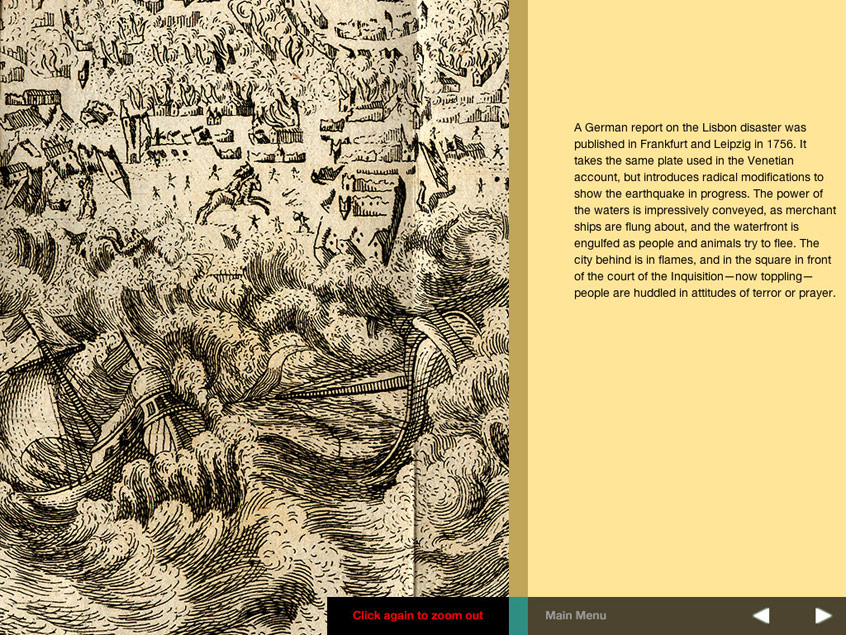 A German report on the Lisbon disaster was
published in Frankfurt and Leipzig in 1756. It
takes the same plate used in the Venetian
account, but introduces radical modifications to
show the earthquake in progress. The power of
the waters is impressively conveyed, as merchant
ships are flung about, and the waterfront is
engulfed as people and animals try to flee. The
city behind is in flames, and in the square in front
of the court of the Inquisition—now toppling—
people are huddled in attitudes of terror or prayer.
Click again to zoom out
Main Menu